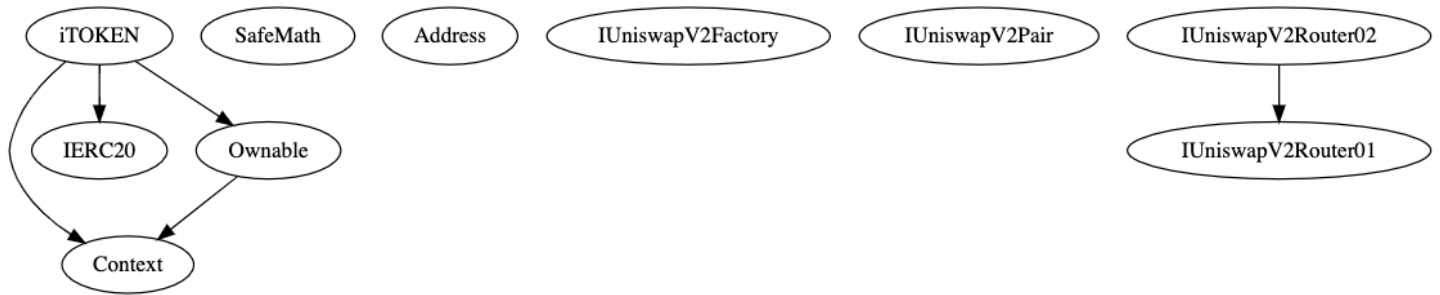 iTOKEN
SafeMath
Address
IUniswapV2Factory
IUniswapV2Pair
IUniswapV2Router02
IERC20
Ownable
IUniswapV2Router01
Context